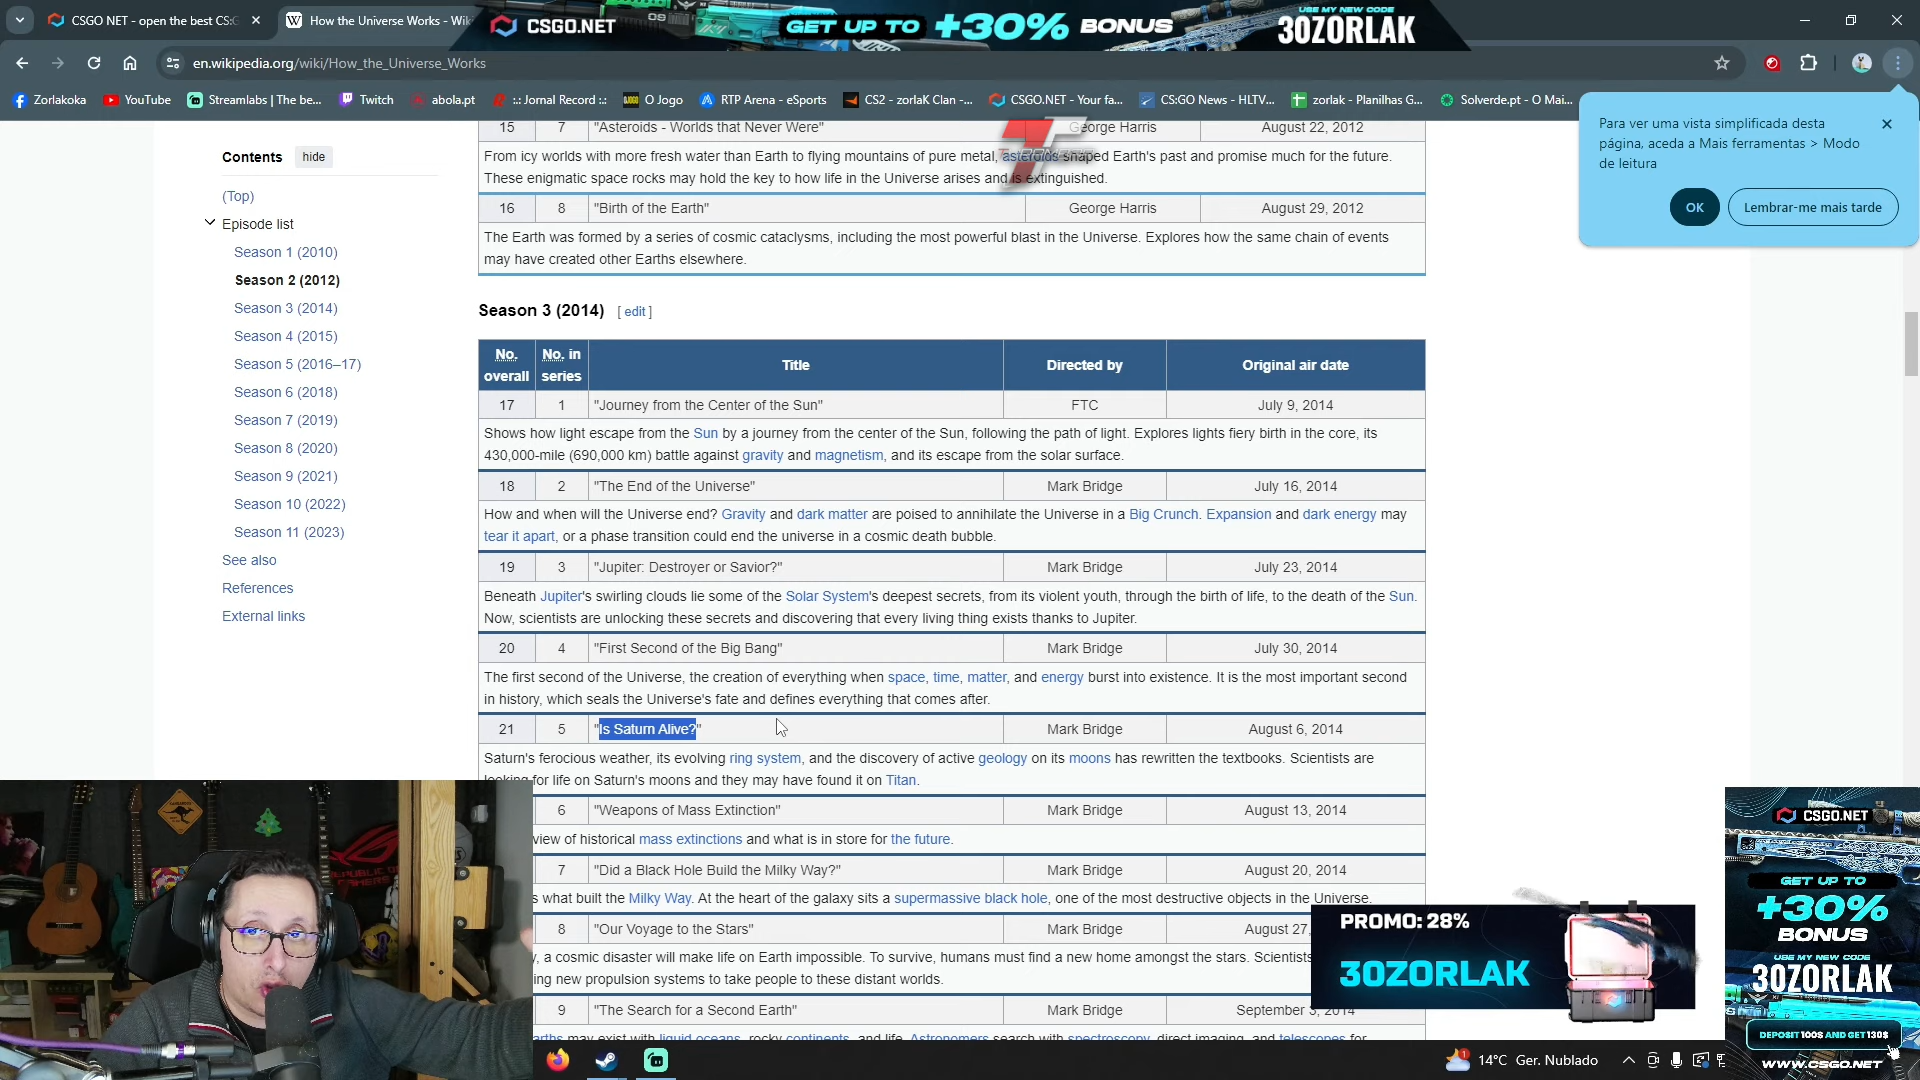 CSGO NET - open the best CS:G
How the Universe Works - Wiki
CSGO.NET
GET UP TO +30% BONUS
USE MY NEW CODE
30ZORLAK
en.wikipedia.org/wiki/How_the_Universe_Works
Zorlakoka
YouTube
Streamlabs | The be...
Twitch
abola.pt
:.: Jornal Record :.:
O Jogo
RTP Arena - eSports
CS2 - zorlaK Clan -...
CSGO.NET - Your fa...
CS:GO News - HLTV...
zorlak - Planilhas G...
Solverde.pt - O Mai...
Para ver uma vista simplificada desta
página, aceda a Mais ferramentas > Modo
de leitura
OK
Lembrar-me mais tarde
Contents
hide
(Top)
Episode list
Season 1 (2010)
Season 2 (2012)
Season 3 (2014)
Season 4 (2015)
Season 5 (2016–17)
Season 6 (2018)
Season 7 (2019)
Season 8 (2020)
Season 9 (2021)
Season 10 (2022)
Season 11 (2023)
See also
References
External links
15 7 "Asteroids - Worlds that Never Were" George Harris August 22, 2012
From icy worlds with more fresh water than Earth to flying mountains of pure metal, asteroids shaped Earth's past and promise much for the future.
These enigmatic space rocks may hold the key to how life in the Universe arises and is extinguished.
16 8 "Birth of the Earth" George Harris August 29, 2012
The Earth was formed by a series of cosmic cataclysms, including the most powerful blast in the Universe. Explores how the same chain of events
may have created other Earths elsewhere.
Season 3 (2014) [ edit ]
No. overall No. in series Title Directed by Original air date
17 1 "Journey from the Center of the Sun" FTC July 9, 2014
Shows how light escape from the Sun by a journey from the center of the Sun, following the path of light. Explores lights fiery birth in the core, its
430,000-mile (690,000 km) battle against gravity and magnetism, and its escape from the solar surface.
18 2 "The End of the Universe" Mark Bridge July 16, 2014
How and when will the Universe end? Gravity and dark matter are poised to annihilate the Universe in a Big Crunch. Expansion and dark energy may
tear it apart, or a phase transition could end the universe in a cosmic death bubble.
19 3 "Jupiter: Destroyer or Savior?" Mark Bridge July 23, 2014
Beneath Jupiter's swirling clouds lie some of the Solar System's deepest secrets, from its violent youth, through the birth of life, to the death of the Sun.
Now, scientists are unlocking these secrets and discovering that every living thing exists thanks to Jupiter.
20 4 "First Second of the Big Bang" Mark Bridge July 30, 2014
The first second of the Universe, the creation of everything when space, time, matter, and energy burst into existence. It is the most important second
in history, which seals the Universe's fate and defines everything that comes after.
21 5 "Is Saturn Alive?" Mark Bridge August 6, 2014
Saturn's ferocious weather, its evolving ring system, and the discovery of active geology on its moons has rewritten the textbooks. Scientists are
looking for life on Saturn's moons and they may have found it on Titan.
6 "Weapons of Mass Extinction" Mark Bridge August 13, 2014
view of historical mass extinctions and what is in store for the future.
7 "Did a Black Hole Build the Milky Way?" Mark Bridge August 20, 2014
s what built the Milky Way. At the heart of the galaxy sits a supermassive black hole, one of the most destructive objects in the Universe.
8 "Our Voyage to the Stars" Mark Bridge August 27,
y, a cosmic disaster will make life on Earth impossible. To survive, humans must find a new home amongst the stars. Scientists
ing new propulsion systems to take people to these distant worlds.
9 "The Search for a Second Earth" Mark Bridge September 3, 2014
arths may exist with liquid oceans, rocky continents, and life. Astronomers search with spectroscopy, direct imaging, and telescopes for
PROMO: 28%
30ZORLAK
CSGO.NET
GET UP TO
+30%
BONUS
USE MY NEW CODE
30ZORLAK
DEPOSIT 100$ AND GET 130$
WWW.CSGO.NET
1
14°C Ger. Nublado